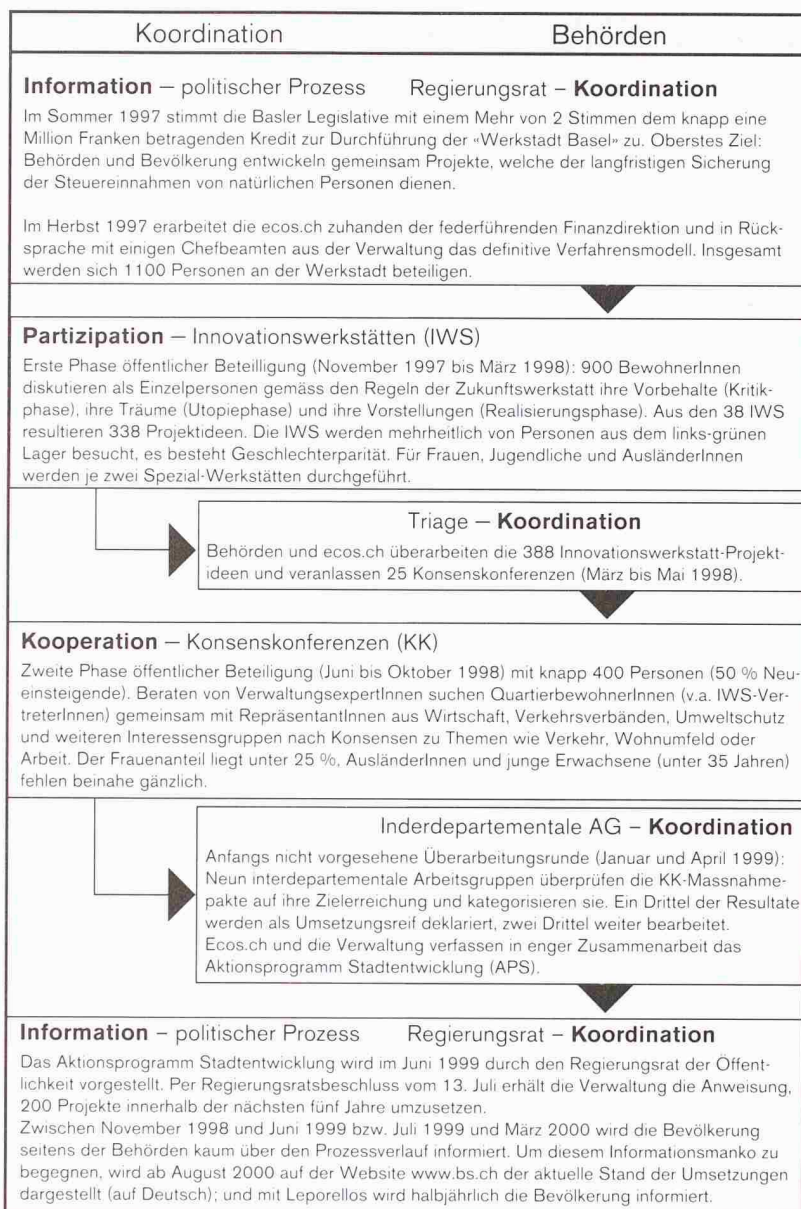 Koordination Behörden
Information – politischer Prozess Regierungsrat – Koordination
Im Sommer 1997 stimmt die Basler Legislative mit einem Mehr von 2 Stimmen dem knapp eine
Million Franken betragenden Kredit zur Durchführung der «Werkstadt Basel» zu. Oberstes Ziel:
Behörden und Bevölkerung entwickeln gemeinsam Projekte, welche der langfristigen Sicherung
der Steuereinnahmen von natürlichen Personen dienen.
Im Herbst 1997 erarbeitet die ecos.ch zuhanden der federführenden Finanzdirektion und in Rück-
sprache mit einigen Chefbeamten aus der Verwaltung das definitive Verfahrensmodell. Insgesamt
werden sich 1100 Personen an der Werkstadt beteiligen.
Partizipation – Innovationswerkstätten (IWS)
Erste Phase öffentlicher Beteilligung (November 1997 bis März 1998): 900 BewohnerInnen
diskutieren als Einzelpersonen gemäss den Regeln der Zukunftswerkstatt ihre Vorbehalte (Kritik-
phase), ihre Träume (Utopiephase) und ihre Vorstellungen (Realisierungsphase). Aus den 38 IWS
resultieren 338 Projektideen. Die IWS werden mehrheitlich von Personen aus dem links-grünen
Lager besucht, es besteht Geschlechterparität. Für Frauen, Jugendliche und AusländerInnen
werden je zwei Spezial-Werkstätten durchgeführt.
Triage – Koordination
Behörden und ecos.ch überarbeiten die 388 Innovationswerkstatt-Projekt-
ideen und veranlassen 25 Konsenskonferenzen (März bis Mai 1998).
Kooperation – Konsenskonferenzen (KK)
Zweite Phase öffentlicher Beteiligung (Juni bis Oktober 1998) mit knapp 400 Personen (50 % Neu-
einsteigende). Beraten von VerwaltungsexpertInnen suchen QuartierbewohnerInnen (v.a. IWS-Ver-
treterInnen) gemeinsam mit RepräsentantInnen aus Wirtschaft, Verkehrsverbänden, Umweltschutz
und weiteren Interessensgruppen nach Konsensen zu Themen wie Verkehr, Wohnumfeld oder
Arbeit. Der Frauenanteil liegt unter 25 %, AusländerInnen und junge Erwachsene (unter 35 Jahren)
fehlen beinahe gänzlich.
Inderdepartementale AG – Koordination
Anfangs nicht vorgesehene Überarbeitungsrunde (Januar und April 1999):
Neun interdepartementale Arbeitsgruppen überprüfen die KK-Massnahme-
pakte auf ihre Zielerreichung und kategorisieren sie. Ein Drittel der Resultate
werden als Umsetzungsreif deklariert, zwei Drittel weiter bearbeitet.
Ecos.ch und die Verwaltung verfassen in enger Zusammenarbeit das
Aktionsprogramm Stadtentwicklung (APS).
Information – politischer Prozess Regierungsrat – Koordination
Das Aktionsprogramm Stadtentwicklung wird im Juni 1999 durch den Regierungsrat der Öffent-
lichkeit vorgestellt. Per Regierungsratsbeschluss vom 13. Juli erhält die Verwaltung die Anweisung,
200 Projekte innerhalb der nächsten fünf Jahre umzusetzen.
Zwischen November 1998 und Juni 1999 bzw. Juli 1999 und März 2000 wird die Bevölkerung
seitens der Behörden kaum über den Prozessverlauf informiert. Um diesem Informationsmanko zu
begegnen, wird ab August 2000 auf der Website www.bs.ch der aktuelle Stand der Umsetzungen
dargestellt (auf Deutsch); und mit Leporellos wird halbjährlich die Bevölkerung informiert.